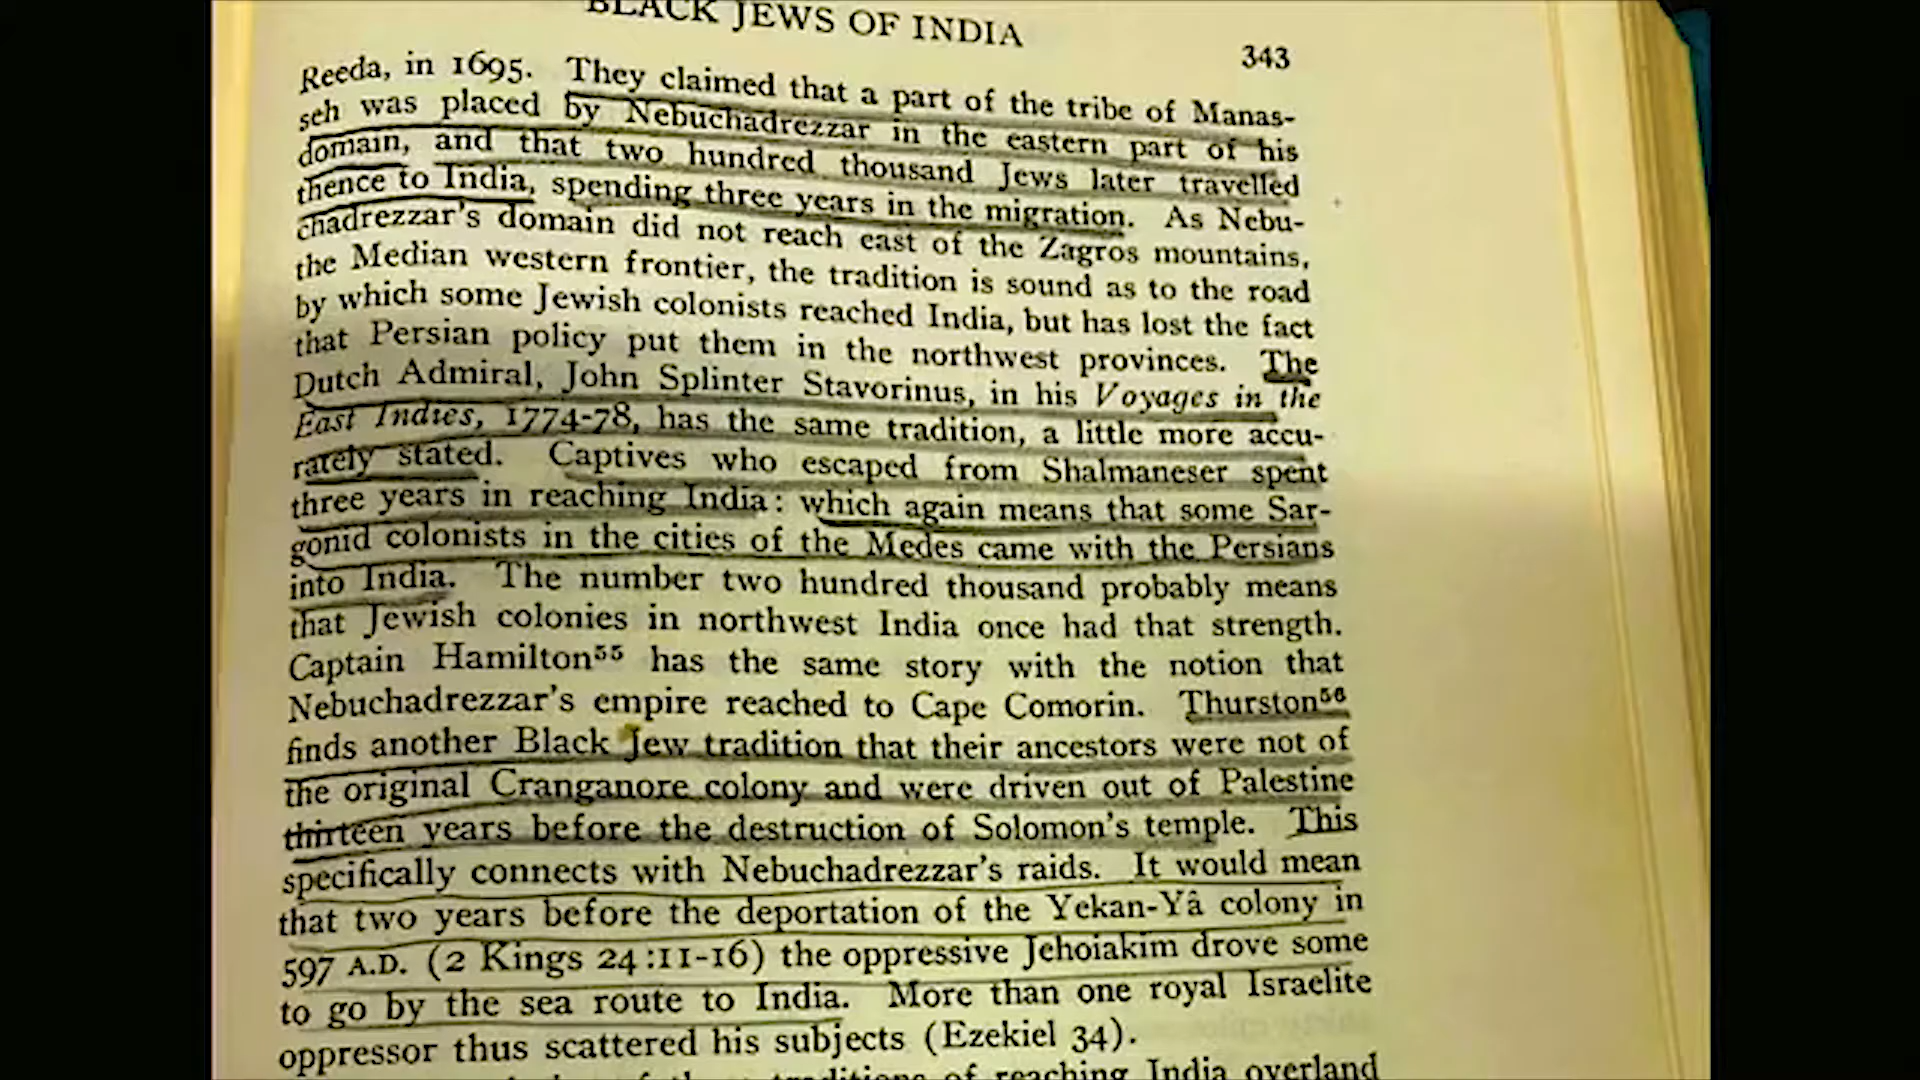 BLACK JEWS OF INDIA
343
Reeda, in 1695. They claimed that a part of the tribe of Manas-
seh was placed by Nebuchadrezzar in the eastern part of his
domain, and that two hundred thousand Jews later travelled
thence to India, spending three years in the migration. As Nebu-
chadrezzar's domain did not reach east of the Zagros mountains,
the Median western frontier, the tradition is sound as to the road
by which some Jewish colonists reached India, but has lost the fact
that Persian policy put them in the northwest provinces. The
Dutch Admiral, John Splinter Stavorinus, in his Voyages in the
East Indies, 1774-78, has the same tradition, a little more accu-
rately stated. Captives who escaped from Shalmaneser spent
three years in reaching India: which again means that some Sar-
gonid colonists in the cities of the Medes came with the Persians
into India. The number two hundred thousand probably means
that Jewish colonies in northwest India once had that strength.
Captain Hamilton⁵⁵ has the same story with the notion that
Nebuchadrezzar's empire reached to Cape Comorin. Thurston⁵⁶
finds another Black Jew tradition that their ancestors were not of
the original Cranganore colony and were driven out of Palestine
thirteen years before the destruction of Solomon's temple. This
specifically connects with Nebuchadrezzar's raids. It would mean
that two years before the deportation of the Yekan-Yâ colony in
597 A.D. (2 Kings 24:11-16) the oppressive Jehoiakim drove some
to go by the sea route to India. More than one royal Israelite
oppressor thus scattered his subjects (Ezekiel 34).
traditions of reaching India overland